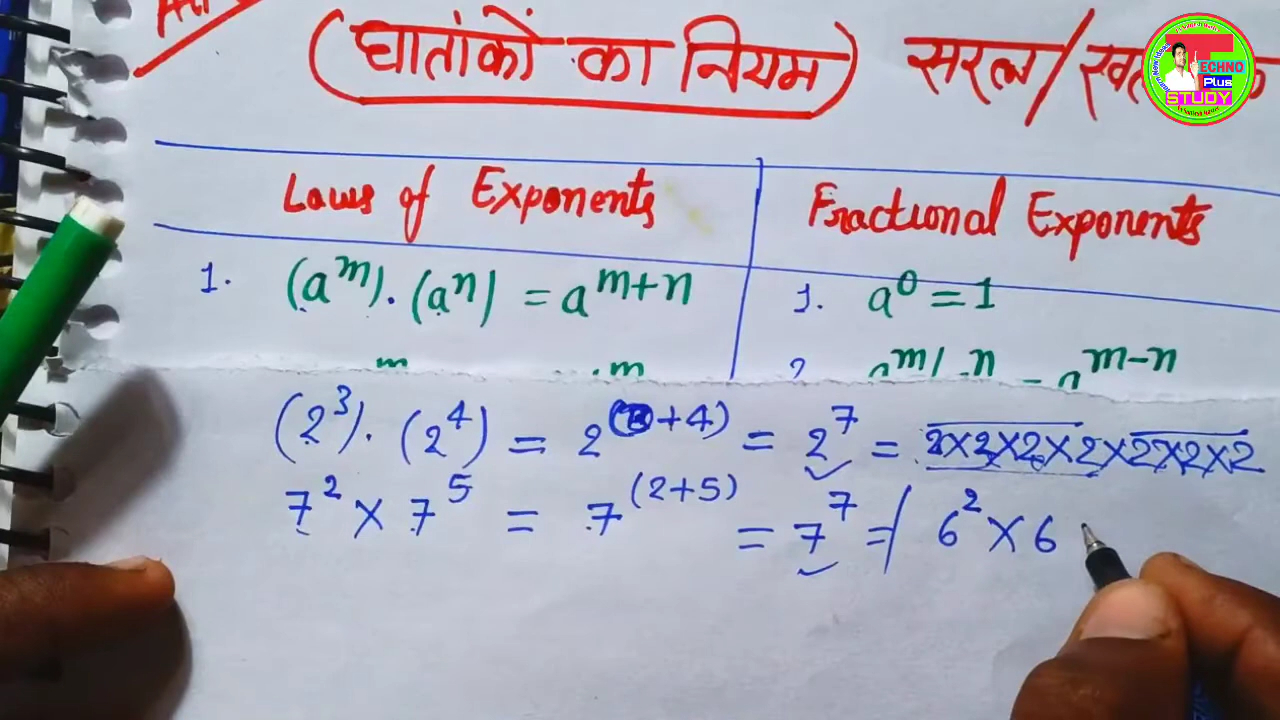 (घातांकों का नियम) सरल/
TECHNO
Plus
STUDY
Laws of Exponents Fractional Exponents
1. (a^m).(a^n) = a^{m+n} 1. a^0 = 1
2. a^m/a^n = a^{m-n}
(2^3).(2^4) = 2^{(3+4)} = 2^7 = 2×2×2×2×2×2×2
7^2 × 7^5 = 7^{(2+5)} = 7^7 = / 6^2 × 6